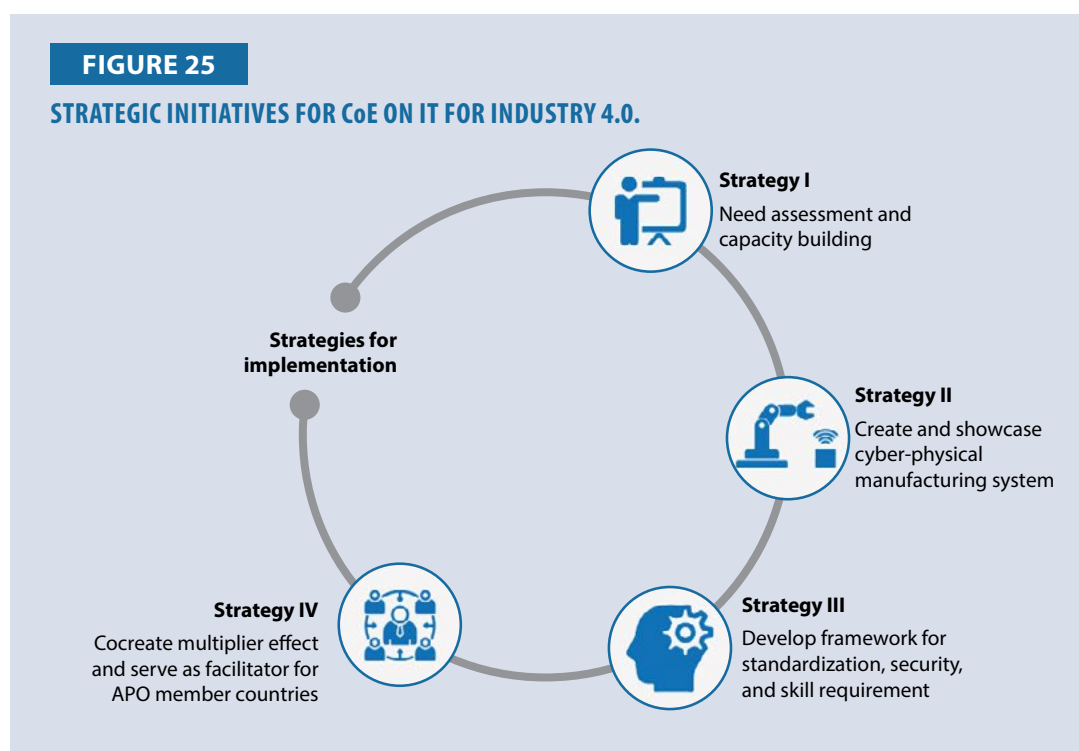 FIGURE 25
STRATEGIC INITIATIVES FOR CoE ON IT FOR INDUSTRY 4.0.
Strategy I
Need assessment and
capacity building
Strategies for
implementation
Strategy II
Create and showcase
cyber-physical
manufacturing system
Strategy III
Develop framework for
standardization, security,
and skill requirement
Strategy IV
Cocreate multiplier effect
and serve as facilitator for
APO member countries